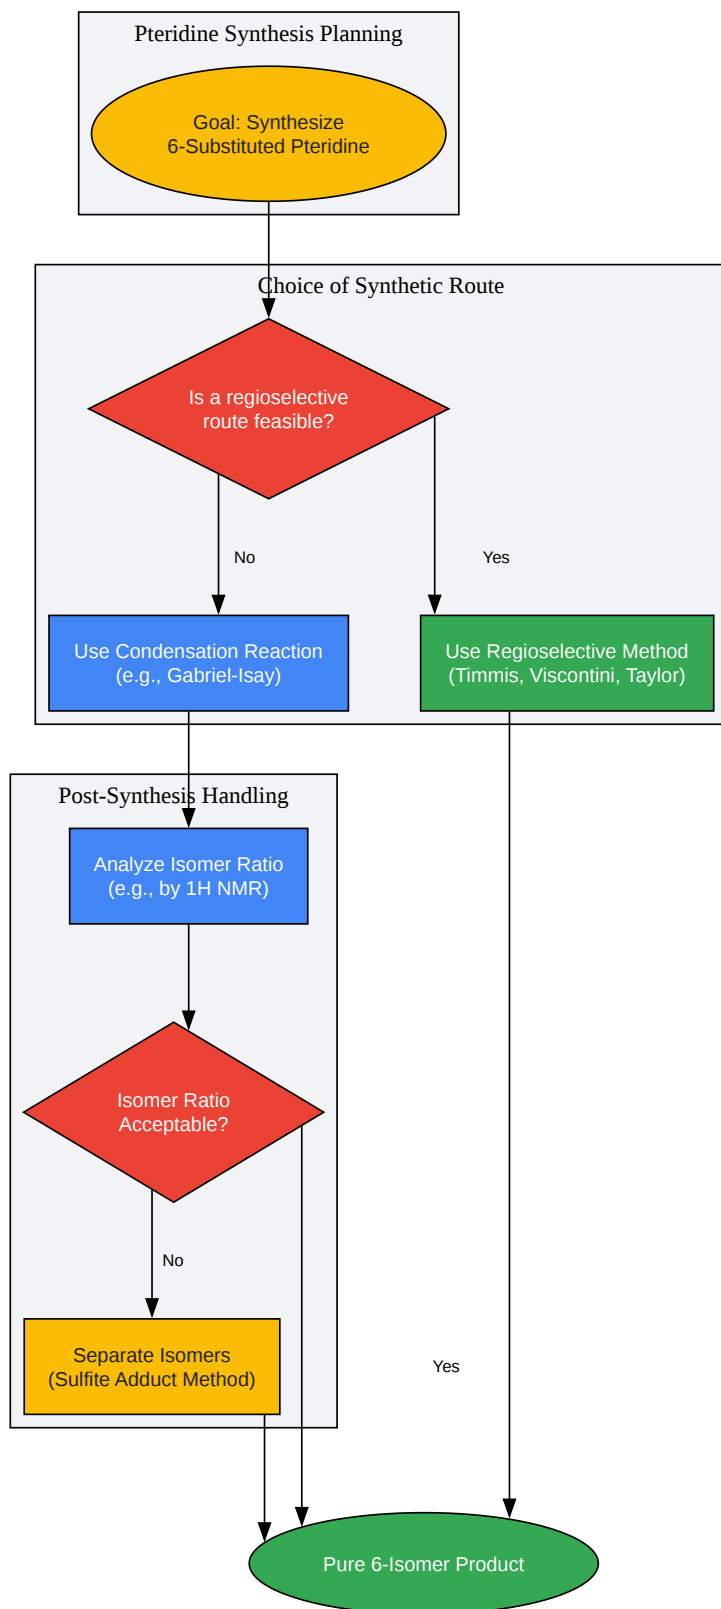 Pteridine Synthesis Planning
Goal: Synthesize
6-Substituted Pteridine
Choice of Synthetic Route
Is a regioselective
route feasible?
No
Yes
Use Condensation Reaction
(e.g., Gabriel-Isay)
Use Regioselective Method
(Timmis, Viscontini, Taylor)
Post-Synthesis Handling
Analyze Isomer Ratio
(e.g., by 1H NMR)
Isomer Ratio
Acceptable?
No
Separate Isomers
(Sulfite Adduct Method)
Yes
Pure 6-Isomer Product